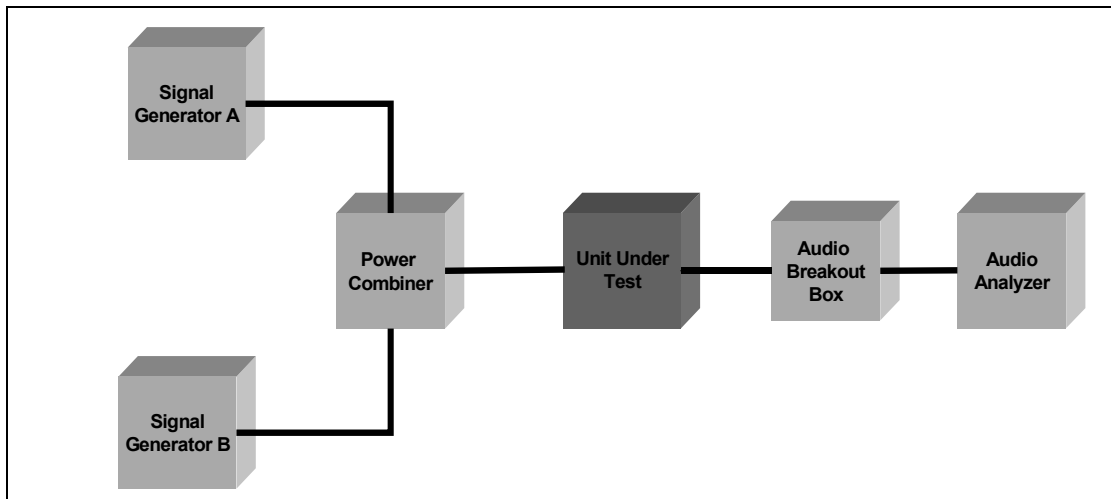 Signal
Generator A
Power
Combiner
Unit Under
Test
Audio
Breakout
Box
Audio
Analyzer
Signal
Generator B